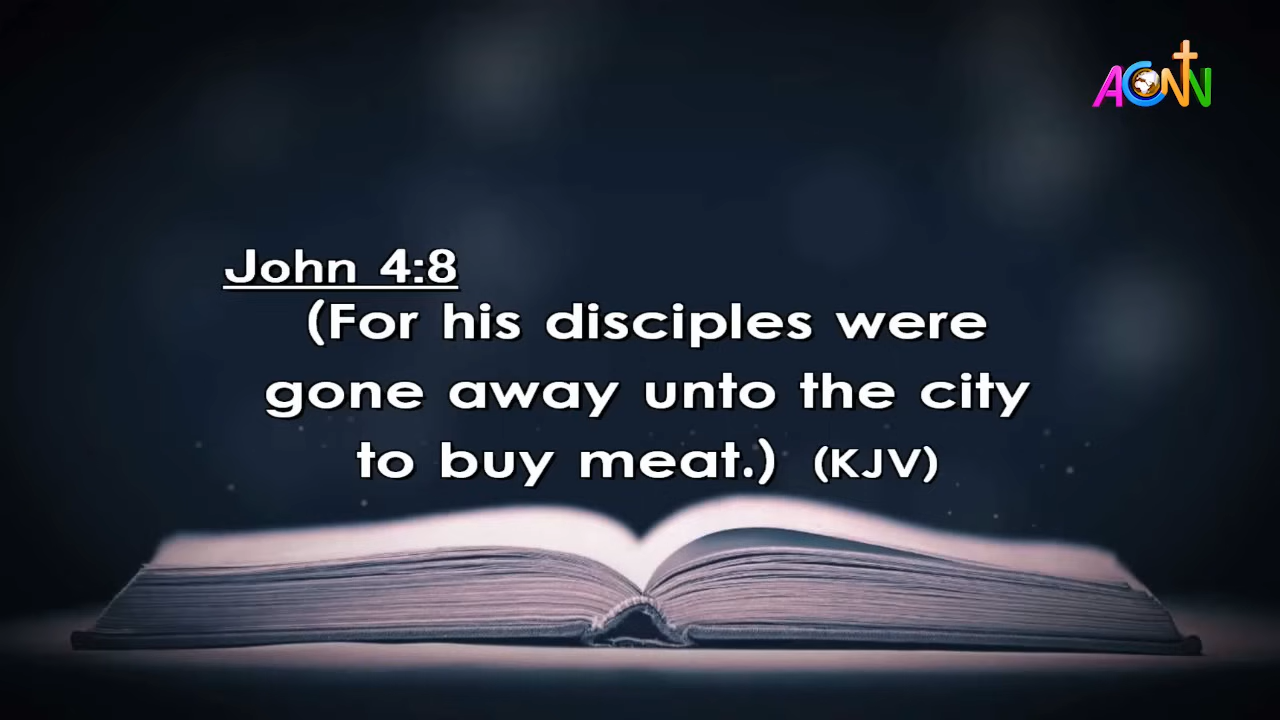 ACNN
John 4:8
(For his disciples were
gone away unto the city
to buy meat.) (KJV)